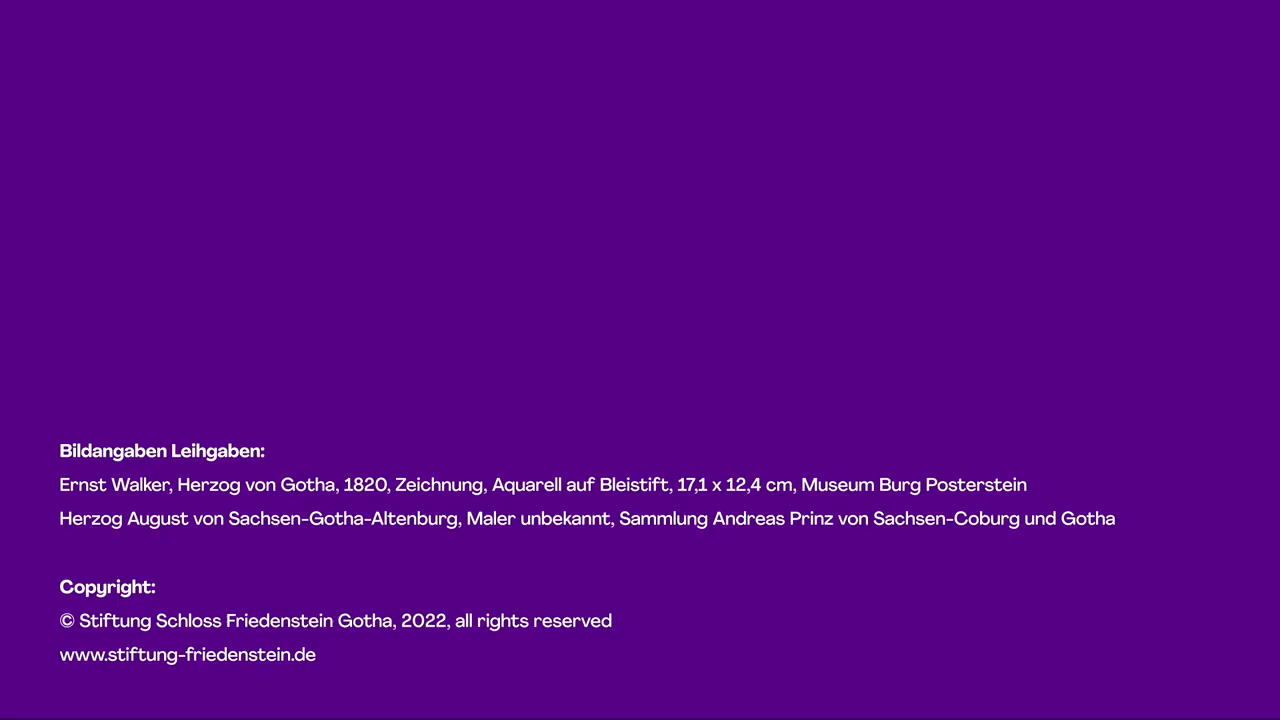 Bildangaben Leihgaben:
Ernst Walker, Herzog von Gotha, 1820, Zeichnung, Aquarell auf Bleistift, 17,1 x 12,4 cm, Museum Burg Posterstein
Herzog August von Sachsen-Gotha-Altenburg, Maler unbekannt, Sammlung Andreas Prinz von Sachsen-Coburg und Gotha
Copyright:
© Stiftung Schloss Friedenstein Gotha, 2022, all rights reserved
www.stiftung-friedenstein.de